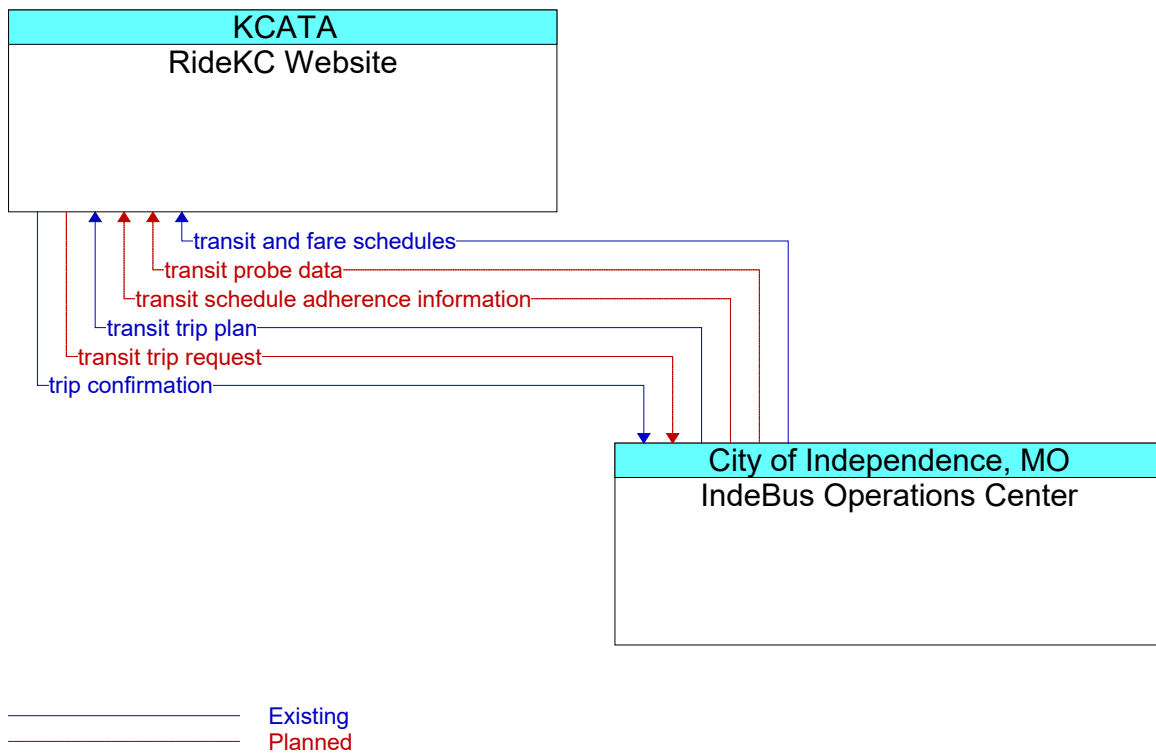 KCATA
RideKC Website
transit and fare schedules
transit probe data
transit schedule adherence information
transit trip plan
transit trip request
trip confirmation
City of Independence, MO
IndeBus Operations Center
Existing
Planned